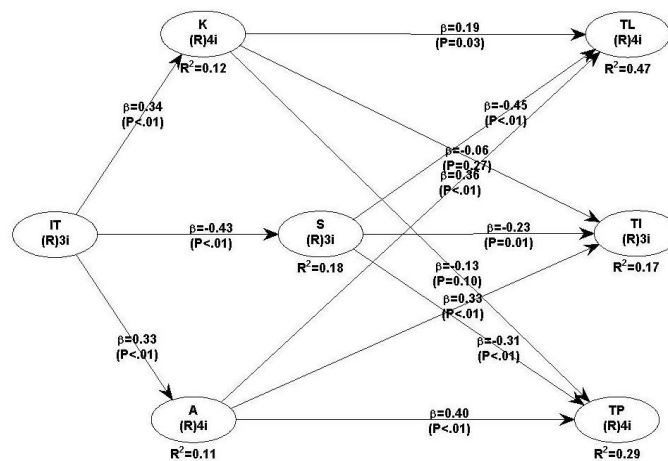 K
(R)4i
R²=0.12
β=0.19
(P=0.03)
TL
(R)4i
R²=0.47
β=0.34
(P<.01)
β=-0.45
(P<.01)
β=-0.06
(P=0.27)
β=0.36
(P<.01)
IT
(R)3i
β=-0.43
(P<.01)
S
(R)3i
R²=0.18
β=-0.23
(P=0.01)
TI
(R)3i
R²=0.17
β=-0.13
(P=0.10)
β=0.33
(P<.01)
β=0.33
(P<.01)
β=-0.31
(P<.01)
A
(R)4i
R²=0.11
β=0.40
(P<.01)
TP
(R)4i
R²=0.29